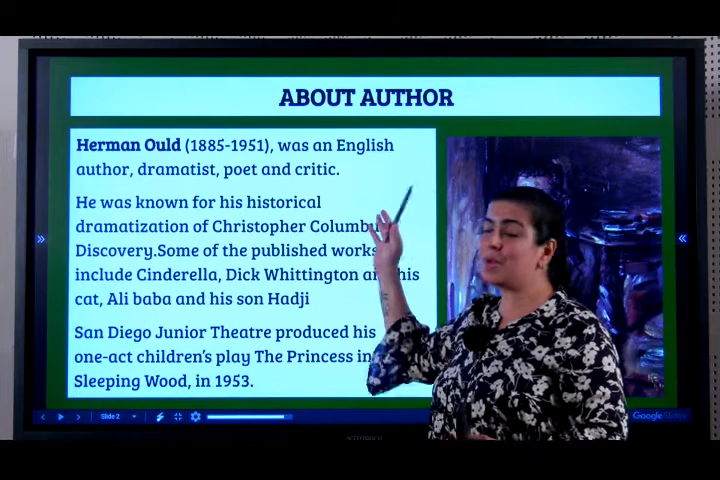 ABOUT AUTHOR
Herman Ould (1885-1951), was an English
author, dramatist, poet and critic.
He was known for his historical
dramatization of Christopher Columb
Discovery.Some of the published works
include Cinderella, Dick Whittington a his
cat, Ali baba and his son Hadji
San Diego Junior Theatre produced his
one-act children's play The Princess in
Sleeping Wood, in 1953.
Slide 2
Google Slides